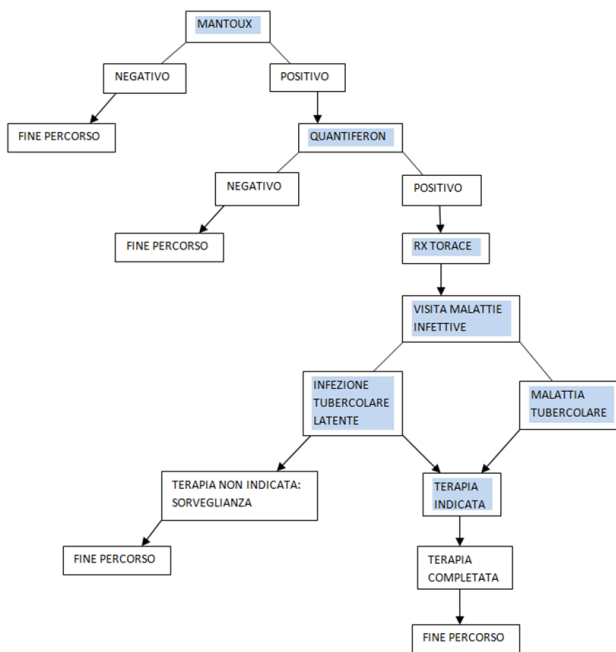 MANTOUX
NEGATIVO
POSITIVO
FINE PERCORSO
QUANTIFERON
NEGATIVO
POSITIVO
FINE PERCORSO
RX TORACE
VISITA MALATTIE
INFETTIVE
INFEZIONE
TUBERCOLARE
LATENTE
MALATTIA
TUBERCOLARE
TERAPIA NON INDICATA:
SORVEGLIANZA
TERAPIA
INDICATA
FINE PERCORSO
TERAPIA
COMPLETATA
FINE PERCORSO